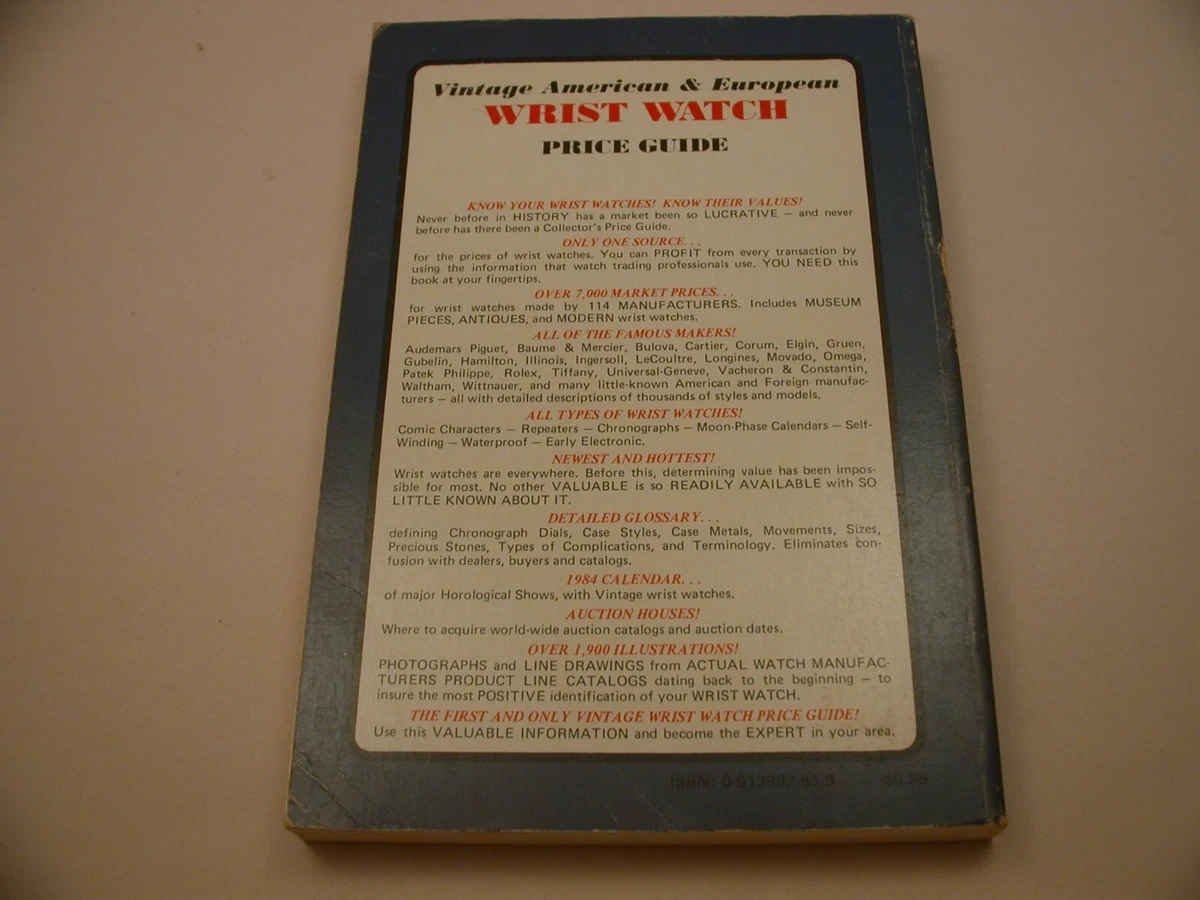 Vintage American & European
WRIST WATCH
PRICE GUIDE
KNOW YOUR WRIST WATCHES! KNOW THEIR VALUES!
Never before in HISTORY has a market been so LUCRATIVE — and never
before has there been a Collector's Price Guide.
ONLY ONE SOURCE. . .
for the prices of wrist watches. You can PROFIT from every transaction by
using the information that watch trading professionals use. YOU NEED this
book at your fingertips.
OVER 7,000 MARKET PRICES. . .
for wrist watches made by 114 MANUFACTURERS. Includes MUSEUM
PIECES, ANTIQUES, and MODERN wrist watches.
ALL OF THE FAMOUS MAKERS!
Audemars Piguet, Baume & Mercier, Bulova, Cartier, Corum, Elgin, Gruen,
Gubelin, Hamilton, Illinois, Ingersoll, LeCoultre, Longines, Movado, Omega,
Patek Philippe, Rolex, Tiffany, Universal-Geneve, Vacheron & Constantin,
Waltham, Wittnauer, and many little-known American and Foreign manufac-
turers — all with detailed descriptions of thousands of styles and models.
ALL TYPES OF WRIST WATCHES!
Comic Characters — Repeaters — Chronographs — Moon-Phase Calendars — Self-
Winding — Waterproof — Early Electronic.
NEWEST AND HOTTEST!
Wrist watches are everywhere. Before this, determining value has been impos-
sible for most. No other VALUABLE is so READILY AVAILABLE with SO
LITTLE KNOWN ABOUT IT.
DETAILED GLOSSARY. . .
defining Chronograph Dials, Case Styles, Case Metals, Movements, Sizes,
Precious Stones, Types of Complications, and Terminology. Eliminates con-
fusion with dealers, buyers and catalogs.
1984 CALENDAR. . .
of major Horological Shows, with Vintage wrist watches.
AUCTION HOUSES!
Where to acquire world-wide auction catalogs and auction dates.
OVER 1,900 ILLUSTRATIONS!
PHOTOGRAPHS and LINE DRAWINGS from ACTUAL WATCH MANUFAC-
TURERS PRODUCT LINE CATALOGS dating back to the beginning — to
insure the most POSITIVE identification of your WRIST WATCH.
THE FIRST AND ONLY VINTAGE WRIST WATCH PRICE GUIDE!
Use this VALUABLE INFORMATION and become the EXPERT in your area.
ISBN: